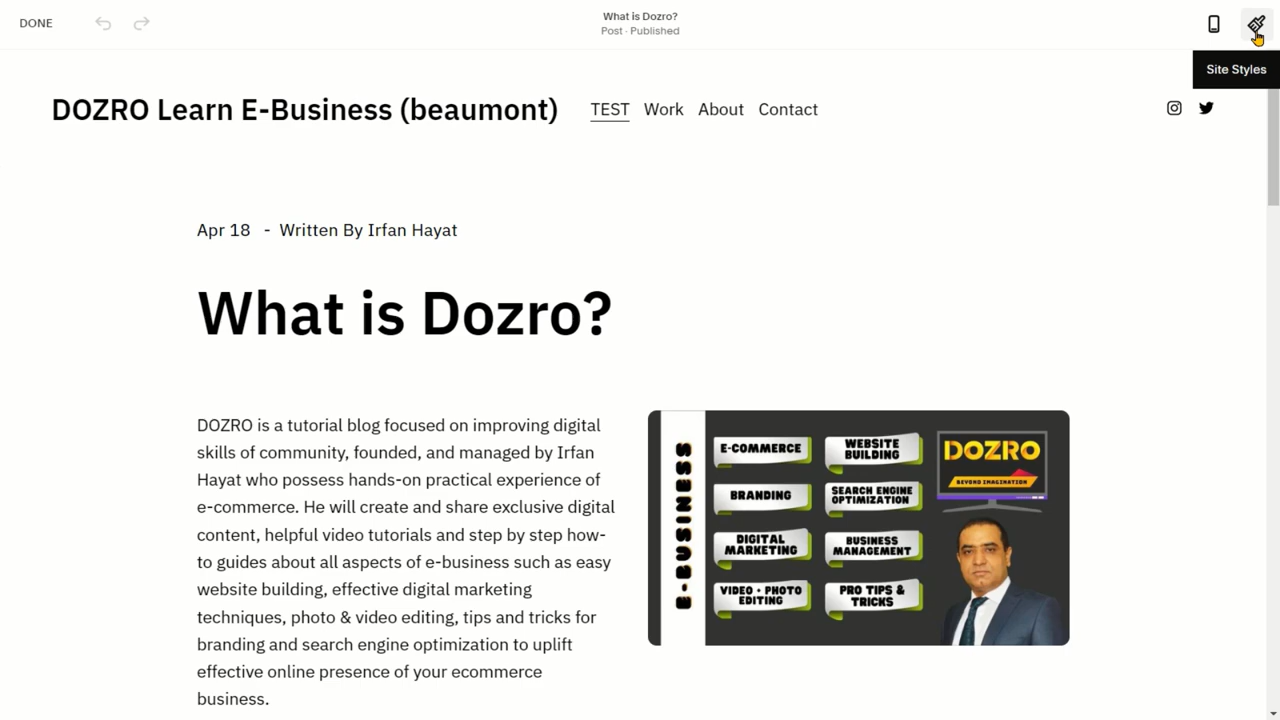 DONE
What is Dozro?
Post · Published
Site Styles
DOZRO Learn E-Business (beaumont)
TEST Work About Contact
Apr 18 - Written By Irfan Hayat
What is Dozro?
DOZRO is a tutorial blog focused on improving digital
skills of community, founded, and managed by Irfan
Hayat who possess hands-on practical experience of
e-commerce. He will create and share exclusive digital
content, helpful video tutorials and step by step how-
to guides about all aspects of e-business such as easy
website building, effective digital marketing
techniques, photo & video editing, tips and tricks for
branding and search engine optimization to uplift
effective online presence of your ecommerce
business.
E-BUSINESS
E-COMMERCE
BRANDING
DIGITAL
MARKETING
VIDEO • PHOTO
EDITING
WEBSITE
BUILDING
SEARCH ENGINE
OPTIMIZATION
BUSINESS
MANAGEMENT
PRO TIPS &
TRICKS
DOZRO
BEYOND IMAGINATION